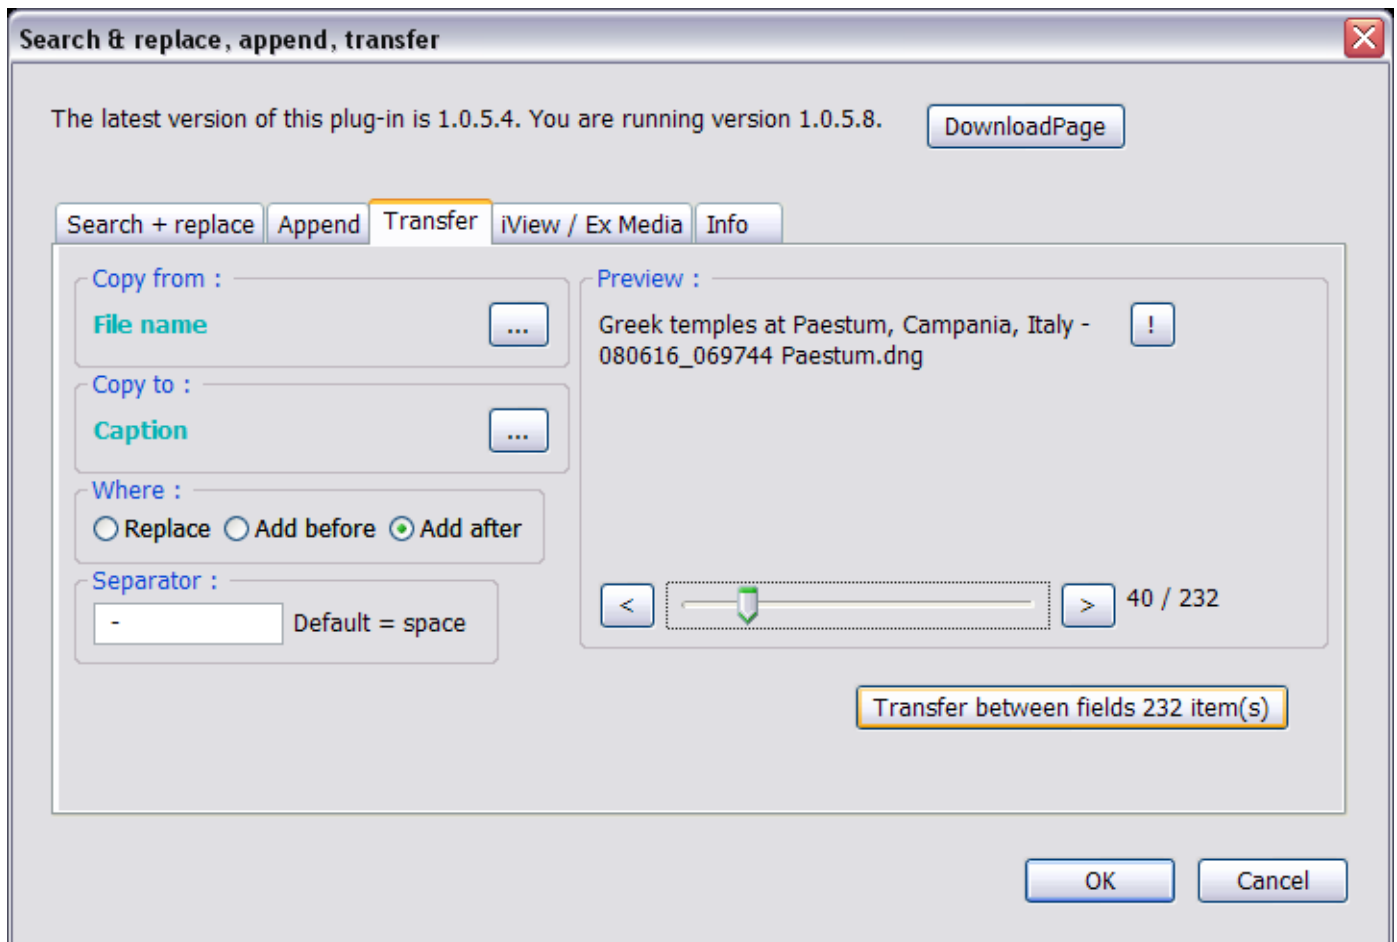 Search & replace, append, transfer
The latest version of this plug-in is 1.0.5.4. You are running version 1.0.5.8.
DownloadPage
Search + replace
Append
Transfer
iView / Ex Media
Info
Copy from :
File name
...
Copy to :
Caption
...
Where :
Replace
Add before
Add after
Separator :
-
Default = space
Preview :
Greek temples at Paestum, Campania, Italy -
080616_069744 Paestum.dng
!
<
>
40 / 232
Transfer between fields 232 item(s)
OK
Cancel